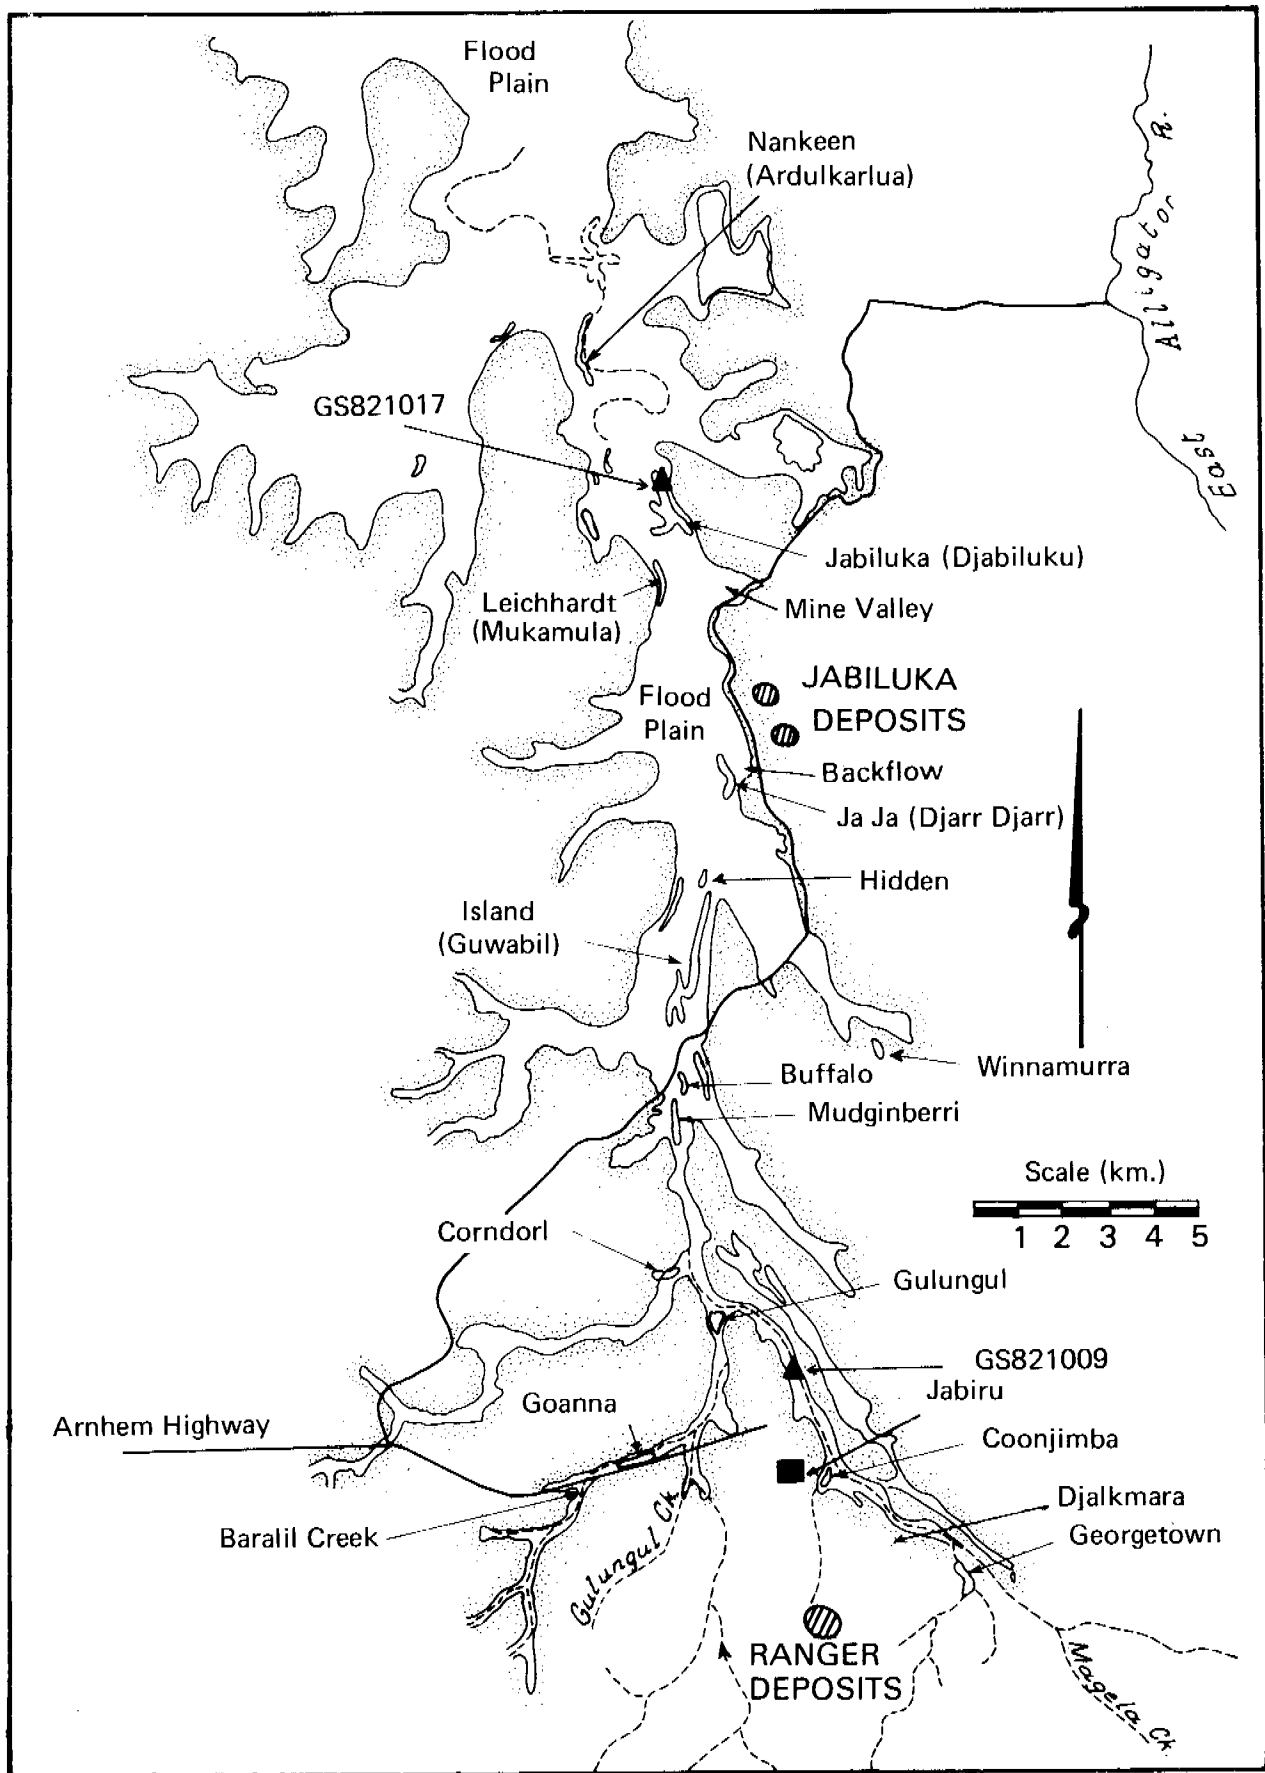 Flood
Plain
Nankeen
(Ardulkarlua)
East Alligator R.
GS821017
Jabiluka (Djabiluku)
Mine Valley
Leichhardt
(Mukamula)
JABILUKA
DEPOSITS
Flood
Plain
Backflow
Ja Ja (Djarr Djarr)
Hidden
Island
(Guwabil)
Winnamurra
Buffalo
Mudginberri
Scale (km.)
1 2 3 4 5
Corndorl
Gulungul
GS821009
Jabiru
Goanna
Arnhem Highway
Coonjimba
Djalkmara
Georgetown
Baralil Creek
Gulungul Ck.
RANGER
DEPOSITS
Magela Ck.